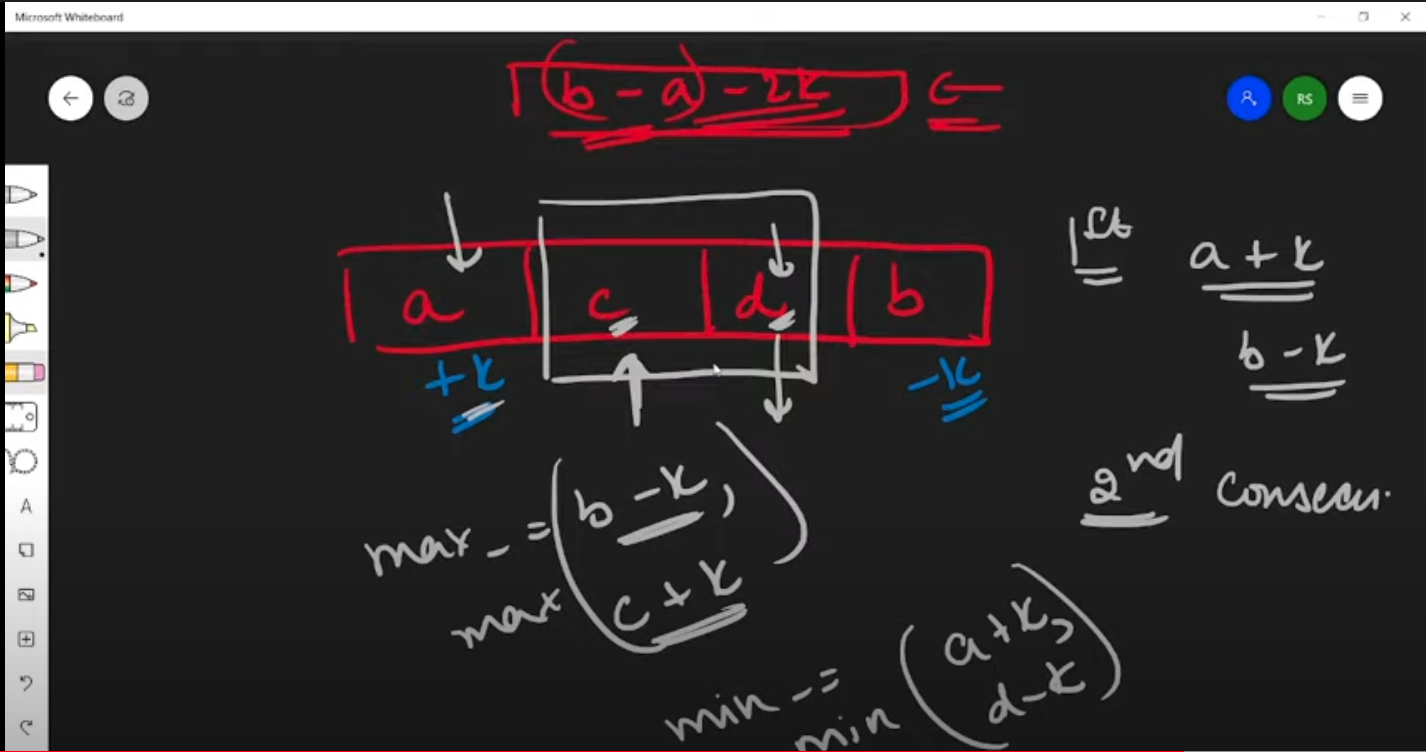 Microsoft Whiteboard
(b - a) - 2k
RS
1st a + k
a c d b
b - k
+k -k
2nd consecu.
max_ = max (b - k, c + k)
min_ = min (a + k, d - k)
A